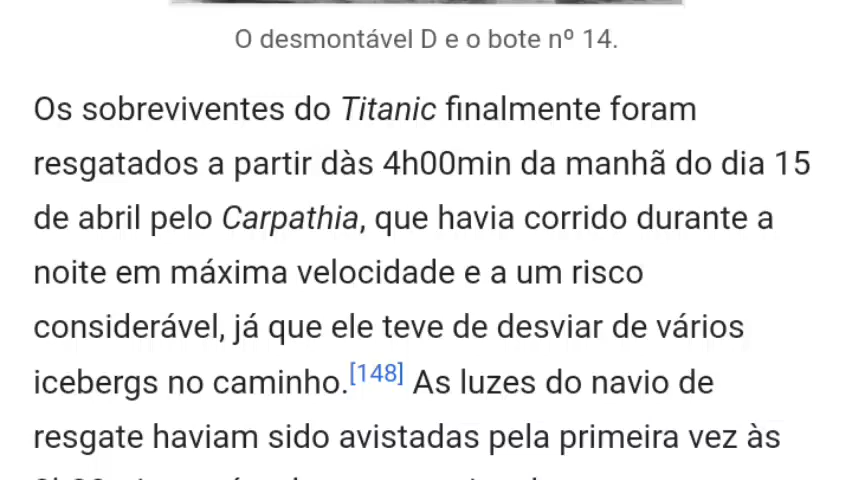 O desmontável D e o bote nº 14.
Os sobreviventes do Titanic finalmente foram
resgatados a partir dàs 4h00min da manhã do dia 15
de abril pelo Carpathia, que havia corrido durante a
noite em máxima velocidade e a um risco
considerável, já que ele teve de desviar de vários
icebergs no caminho.[148] As luzes do navio de
resgate haviam sido avistadas pela primeira vez às